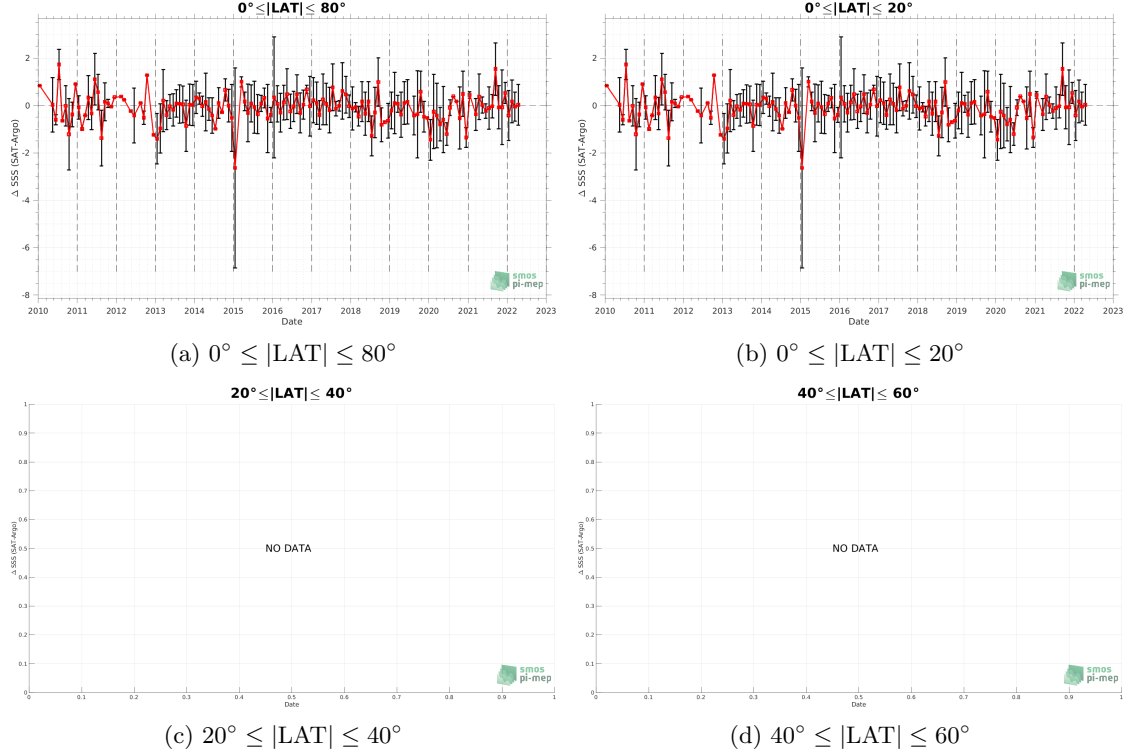 0°≤|LAT|≤ 80°
Δ SSS (SAT-Argo)
2
0
-2
-4
-6
-8
2010 2011 2012 2013 2014 2015 2016 2017 2018 2019 2020 2021 2022 2023
Date
smos
pi-mep
(a) 0° ≤ |LAT| ≤ 80°
0°≤|LAT|≤ 20°
Δ SSS (SAT-Argo)
2
0
-2
-4
-6
-8
2010 2011 2012 2013 2014 2015 2016 2017 2018 2019 2020 2021 2022 2023
Date
smos
pi-mep
(b) 0° ≤ |LAT| ≤ 20°
20°≤|LAT|≤ 40°
Δ SSS (SAT-Argo)
1
0.9
0.8
0.7
0.6
0.5
0.4
0.3
0.2
0.1
0
NO DATA
0 0.1 0.2 0.3 0.4 0.5 0.6 0.7 0.8 0.9 1
Date
smos
pi-mep
(c) 20° ≤ |LAT| ≤ 40°
40°≤|LAT|≤ 60°
Δ SSS (SAT-Argo)
1
0.9
0.8
0.7
0.6
0.5
0.4
0.3
0.2
0.1
0
NO DATA
0 0.1 0.2 0.3 0.4 0.5 0.6 0.7 0.8 0.9 1
Date
smos
pi-mep
(d) 40° ≤ |LAT| ≤ 60°